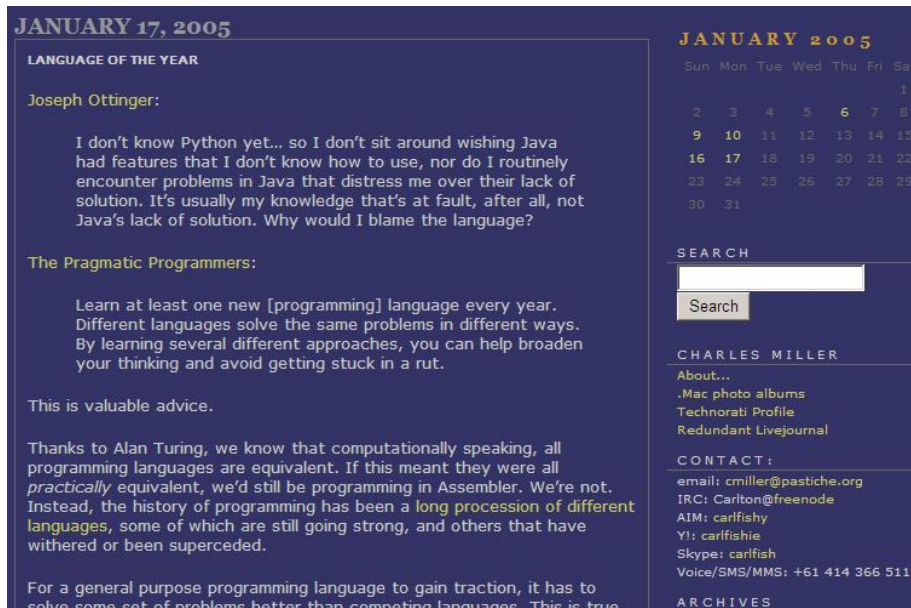 JANUARY 17, 2005
LANGUAGE OF THE YEAR
Joseph Ottinger:
I don’t know Python yet… so I don’t sit around wishing Java
had features that I don’t know how to use, nor do I routinely
encounter problems in Java that distress me over their lack of
solution. It’s usually my knowledge that’s at fault, after all, not
Java’s lack of solution. Why would I blame the language?
The Pragmatic Programmers:
Learn at least one new [programming] language every year.
Different languages solve the same problems in different ways.
By learning several different approaches, you can help broaden
your thinking and avoid getting stuck in a rut.
This is valuable advice.
Thanks to Alan Turing, we know that computationally speaking, all
programming languages are equivalent. If this meant they were all
practically equivalent, we’d still be programming in Assembler. We’re not.
Instead, the history of programming has been a long procession of different
languages, some of which are still going strong, and others that have
withered or been superceded.
For a general purpose programming language to gain traction, it has to
solve some set of problems better than competing languages. This is true
JANUARY 2005
Sun Mon Tue Wed Thu Fri Sa
1
2 3 4 5 6 7 8
9 10 11 12 13 14 15
16 17 18 19 20 21 22
23 24 25 26 27 28 29
30 31
SEARCH
Search
CHARLES MILLER
About...
.Mac photo albums
Technorati Profile
Redundant Livejournal
CONTACT:
email: cmiller@pastiche.org
IRC: Carlton@freenode
AIM: carlfishy
Y!: carlfishie
Skype: carlfish
Voice/SMS/MMS: +61 414 366 511
ARCHIVES